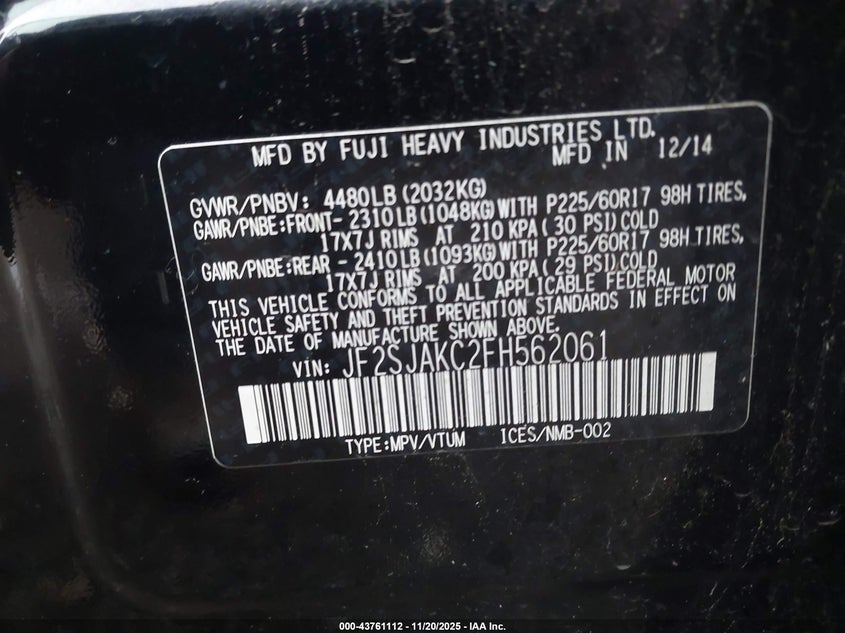 MFD BY FUJI HEAVY INDUSTRIES LTD.
MFD IN 12/14
GVWR/PNBV: 4480LB (2032KG)
GAWR/PNBE:FRONT- 2310LB (1048KG) WITH P225/60R17 98H TIRES,
17X7J RIMS AT 210 KPA ( 30 PSI) COLD
GAWR/PNBE:REAR - 2410LB (1093KG) WITH P225/60R17 98H TIRES,
17X7J RIMS AT 200 KPA ( 29 PSI) COLD
THIS VEHICLE CONFORMS TO ALL APPLICABLE FEDERAL MOTOR
VEHICLE SAFETY AND THEFT PREVENTION STANDARDS IN EFFECT ON
THE DATE OF MANUFACTURE SHOWN ABOVE.
VIN: JF2SJAKC2FH562061
TYPE:MPV/VTUM ICES/NMB-002
000-43761112 - 11/20/2025 - IAA Inc.